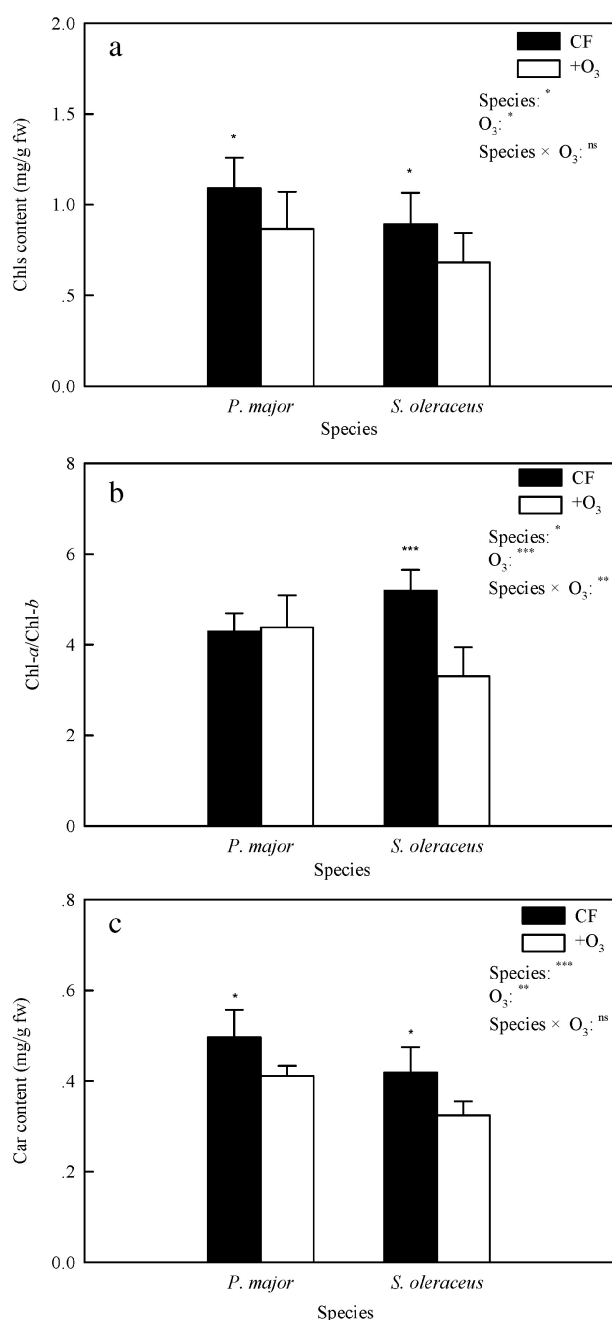 a
2.0
1.5
1.0
.5
0.0
Chls content (mg/g fw)
CF
+O3
Species: *
O3: *
Species × O3: ns
*
*
P. major
S. oleraceus
Species
b
8
6
4
2
0
Chl-a/Chl-b
CF
+O3
Species: *
O3: ***
Species × O3: **
***
P. major
S. oleraceus
Species
c
.8
.6
.4
.2
0.0
Car content (mg/g fw)
CF
+O3
Species: ***
O3: **
Species × O3: ns
*
*
P. major
S. oleraceus
Species